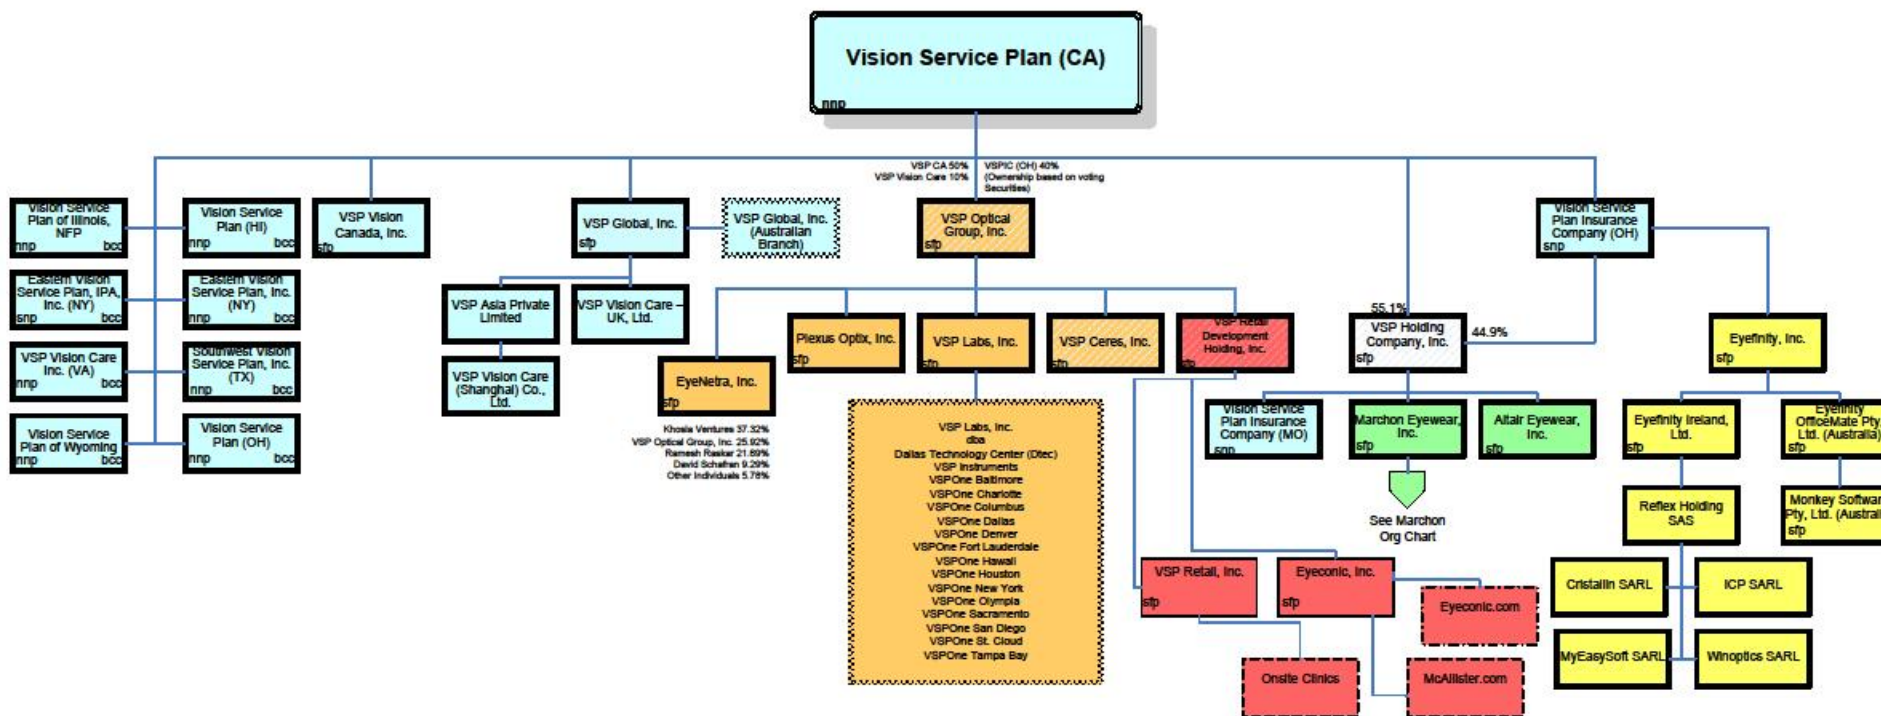 Vision Service Plan (CA)
nnp
VSP CA 50%
VSP Vision Care 10%
VSPIC (OH) 40%
(Ownership based on voting
Securities)
Vision Service
Plan of Illinois,
NFP
nnp bcc
Vision Service
Plan (HI)
nnp bcc
VSP Vision
Canada, Inc.
sfp
VSP Global, Inc.
sfp
VSP Global, Inc.
(Australian
Branch)
VSP Optical
Group, Inc.
sfp
Vision Service
Plan Insurance
Company (OH)
snp
Eastern Vision
Service Plan, IPA,
Inc. (NY)
snp bcc
Eastern Vision
Service Plan, Inc.
(NY)
nnp bcc
VSP Asia Private
Limited
VSP Vision Care –
UK, Ltd.
Plexus Optix, Inc.
sfp
VSP Labs, Inc.
sfp
VSP Ceres, Inc.
sfp
VSP Retail
Development
Holding, Inc.
sfp
55.1%
VSP Holding
Company, Inc.
sfp
44.9%
Eyefinity, Inc.
sfp
VSP Vision Care
Inc. (VA)
nnp bcc
Southwest Vision
Service Plan, Inc.
(TX)
nnp bcc
VSP Vision Care
(Shanghai) Co.,
Ltd.
EyeNetra, Inc.
sfp
Khosla Ventures 37.32%
VSP Optical Group, Inc. 25.92%
Ramesh Raskar 21.69%
David Schafran 9.29%
Other Individuals 5.78%
Vision Service
Plan of Wyoming
nnp bcc
Vision Service
Plan (OH)
nnp bcc
VSP Labs, Inc.
dba
Dallas Technology Center (Dtec)
VSP Instruments
VSPOne Baltimore
VSPOne Charlotte
VSPOne Columbus
VSPOne Dallas
VSPOne Denver
VSPOne Fort Lauderdale
VSPOne Hawaii
VSPOne Houston
VSPOne New York
VSPOne Olympia
VSPOne Sacramento
VSPOne San Diego
VSPOne St. Cloud
VSPOne Tampa Bay
Vision Service
Plan Insurance
Company (MO)
snp
Marchon Eyewear,
Inc.
sfp
Altair Eyewear,
Inc.
sfp
See Marchon
Org Chart
Eyefinity Ireland,
Ltd.
sfp
Eyefinity
OfficeMate Pty,
Ltd. (Australia)
sfp
Reflex Holding
SAS
Monkey Software
Pty, Ltd. (Austral
sfp
VSP Retail, Inc.
sfp
Eyeconic, Inc.
sfp
Eyeconic.com
Onsite Clinics
McAllister.com
Cristallin SARL
ICP SARL
MyEasySoft SARL
Winoptics SARL